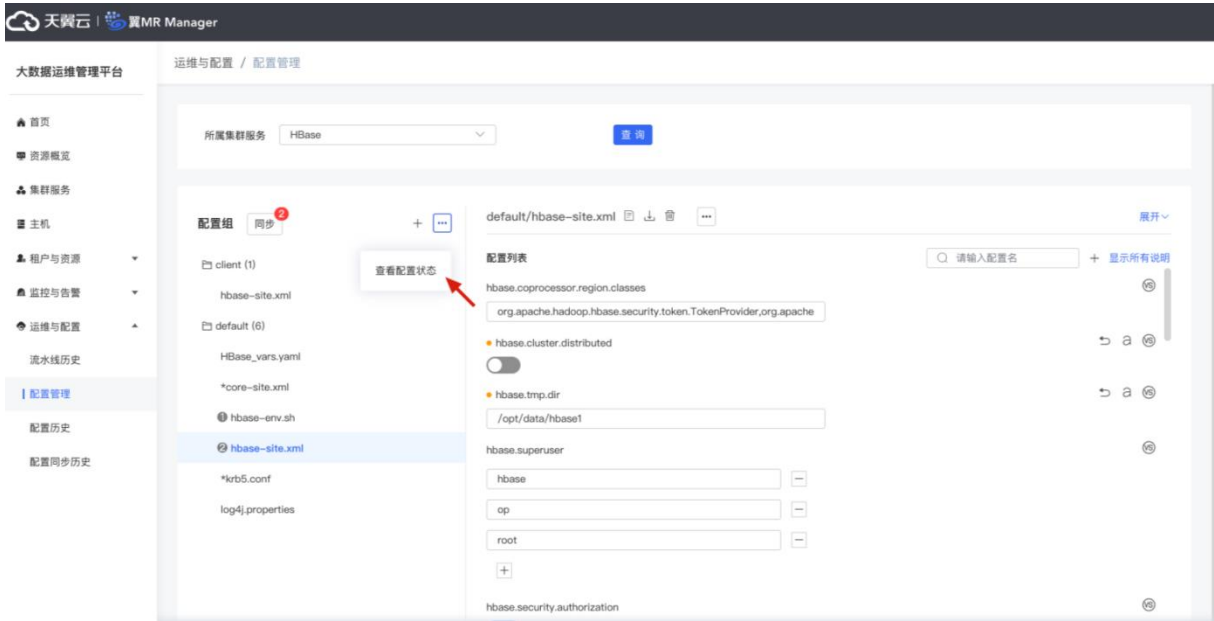 天翼云 | 翼MR Manager
大数据运维管理平台
首页
资源概览
集群服务
主机
租户与资源
监控与告警
运维与配置
流水线历史
配置管理
配置历史
配置同步历史
运维与配置 / 配置管理
所属集群服务 HBase
查询
配置组 同步 2
查看配置状态
client (1)
hbase-site.xml
default (6)
HBase_vars.yaml
*core-site.xml
1 hbase-env.sh
2 hbase-site.xml
*krb5.conf
log4j.properties
default/hbase-site.xml
展开
配置列表
请输入配置名
+ 显示所有说明
hbase.coprocessor.region.classes
VS
org.apache.hadoop.hbase.security.token.TokenProvider,org.apache
hbase.cluster.distributed
a VS
hbase.tmp.dir
a VS
/opt/data/hbase1
hbase.superuser
VS
hbase
op
root
hbase.security.authorization
VS